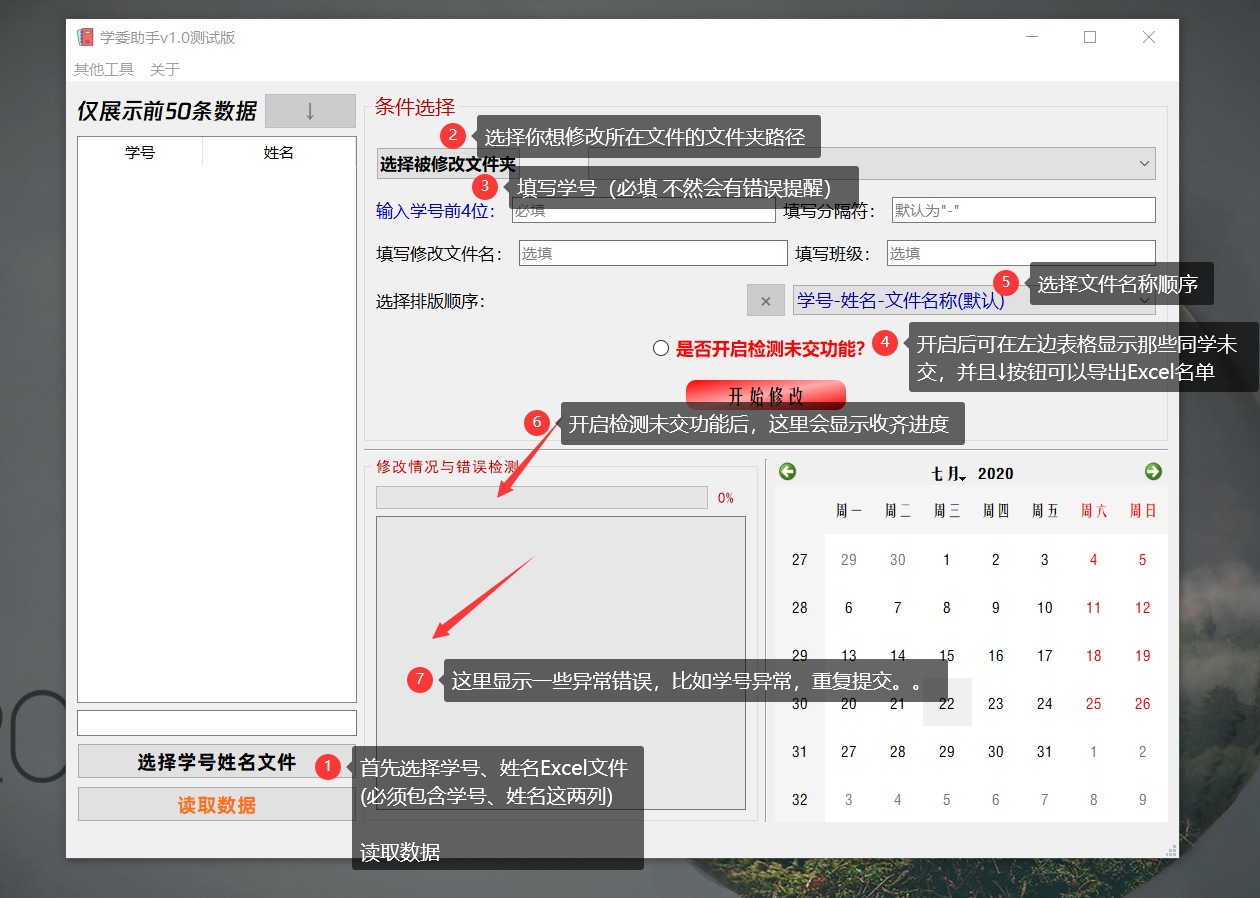 学委助手v1.0测试版
其他工具 关于
仅展示前50条数据 ↓
学号 姓名
条件选择
2 选择你想修改所在文件的文件夹路径
选择被修改文件夹
3 填写学号（必填 不然会有错误提醒）
输入学号前4位： 必填 填写分隔符： 默认为"-"
填写修改文件名： 选填 填写班级： 选填
5 选择文件名称顺序
选择排版顺序： × 学号-姓名-文件名称(默认)
是否开启检测未交功能？
4 开启后可在左边表格显示那些同学未
交，并且↓按钮可以导出Excel名单
开始修改
6 开启检测未交功能后，这里会显示收齐进度
修改情况与错误检测
0%
7 这里显示一些异常错误，比如学号异常，重复提交。。
七月， 2020
周一 周二 周三 周四 周五 周六 周日
27 29 30 1 2 3 4 5
28 6 7 8 9 10 11 12
29 13 14 15 16 17 18 19
30 20 21 22 23 24 25 26
31 27 28 29 30 31 1 2
32 3 4 5 6 7 8 9
选择学号姓名文件
读取数据
1 首先选择学号、姓名Excel文件
(必须包含学号、姓名这两列)
读取数据